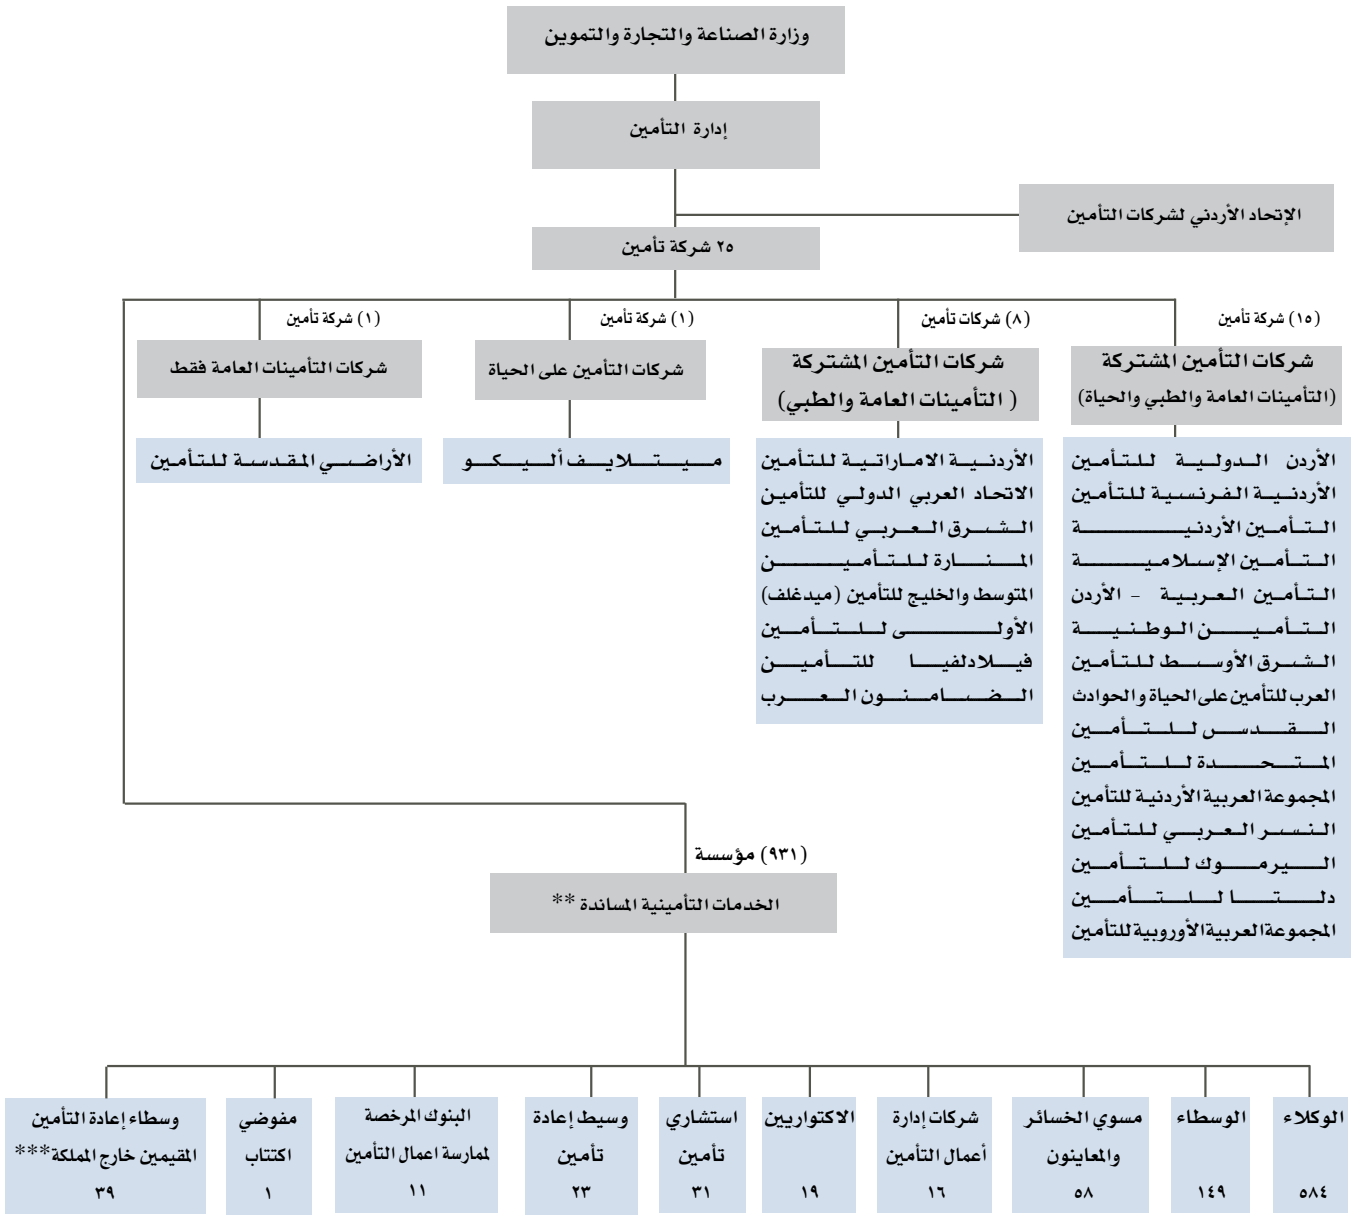 وزارة الصناعة والتجارة والتموين
إدارة التأمين
الإتحاد الأردني لشركات التأمين
٢٥ شركة تأمين
(١٥) شركة تأمين
شركات التأمين المشتركة
(التأمينات العامة والطبي والحياة)
الأردن الدولية للتأمين
الأردنية الفرنسية للتأمين
التأمين الأردنية
التأمين الإسلامية
التأمين العربية - الأردن
التأمين الوطنية
الشرق الأوسط للتأمين
العرب للتأمين على الحياة والحوادث
القدس للتأمين
المتحدة للتأمين
المجموعة العربية الأردنية للتأمين
النسر العربي للتأمين
اليرموك للتأمين
دلتا للتأمين
المجموعة العربية الأوروبية للتأمين
(٨) شركات تأمين
شركات التأمين المشتركة
( التأمينات العامة والطبي)
الأردنية الاماراتية للتأمين
الاتحاد العربي الدولي للتأمين
الشرق العربي للتأمين
المنارة للتأمين
المتوسط والخليج للتأمين (ميدغلف)
الأولى للتأمين
فيلادلفيا للتأمين
الضامنون العرب
(١) شركة تأمين
شركات التأمين على الحياة
ميتلايف أليكو
(١) شركة تأمين
شركات التأمينات العامة فقط
الأراضي المقدسة للتأمين
(٩٣١) مؤسسة
الخدمات التأمينية المساندة **
الوكلاء
٥٨٤
الوسطاء
١٤٩
مسوي الخسائر
والمعاينون
٥٨
شركات إدارة
أعمال التأمين
١٦
الاكتواريين
١٩
استشاري
تأمين
٣١
وسيط إعادة
تأمين
٢٣
البنوك المرخصة
لممارسة اعمال التأمين
١١
مفوضي
اكتتاب
١
وسطاء إعادة التأمين
المقيمين خارج المملكة***
٣٩